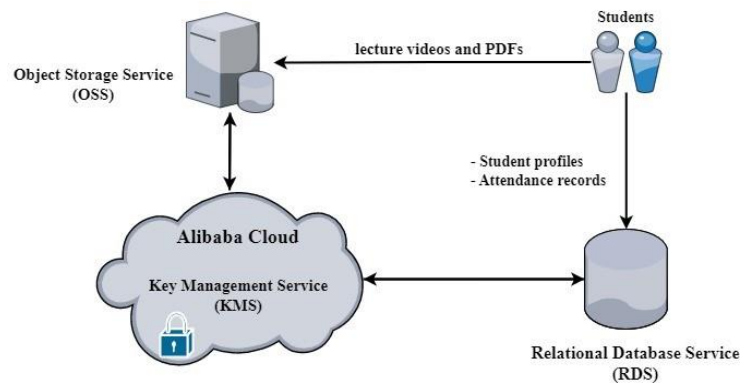 Students
lecture videos and PDFs
Object Storage Service
(OSS)
- Student profiles
- Attendance records
Alibaba Cloud
Key Management Service
(KMS)
Relational Database Service
(RDS)